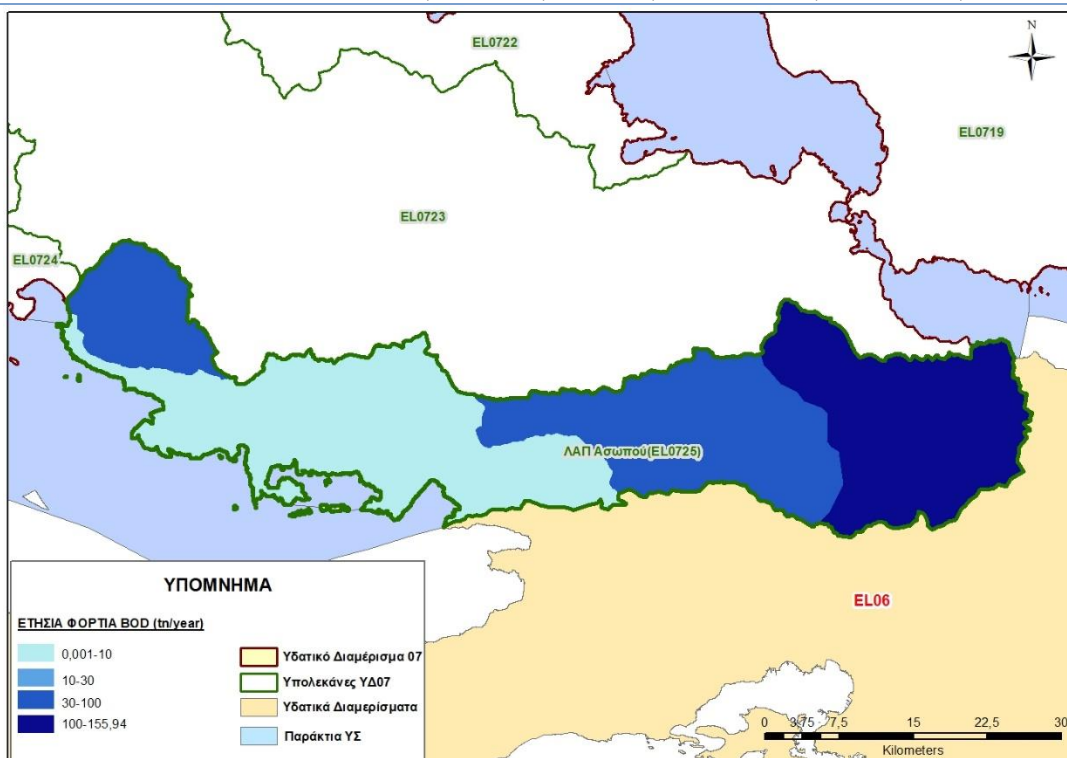 EL0722
N
EL0719
EL0723
EL0724
ΛΑΠ Ασωπού(EL0725)
EL06
ΥΠΟΜΝΗΜΑ
ΕΤΗΣΙΑ ΦΟΡΤΙΑ BOD (tn/year)
0,001-10
10-30
30-100
100-155,94
Υδατικό Διαμέρισμα 07
Υπολεκάνες ΥΔ07
Υδατικά Διαμερίσματα
Παράκτια ΥΣ
0 3,75 7,5 15 22,5 30
Kilometers